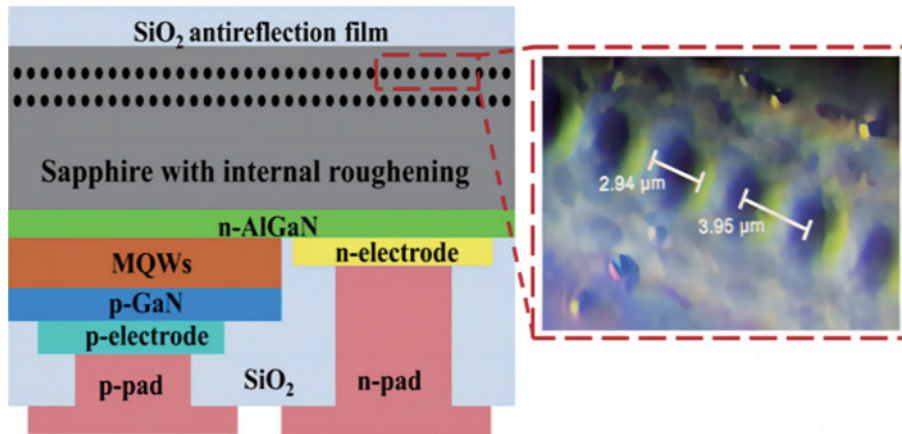 SiO₂ antireflection film
Sapphire with internal roughening
n-AlGaN
MQWs
n-electrode
p-GaN
p-electrode
p-pad
SiO₂
n-pad
2.94 μm
3.95 μm